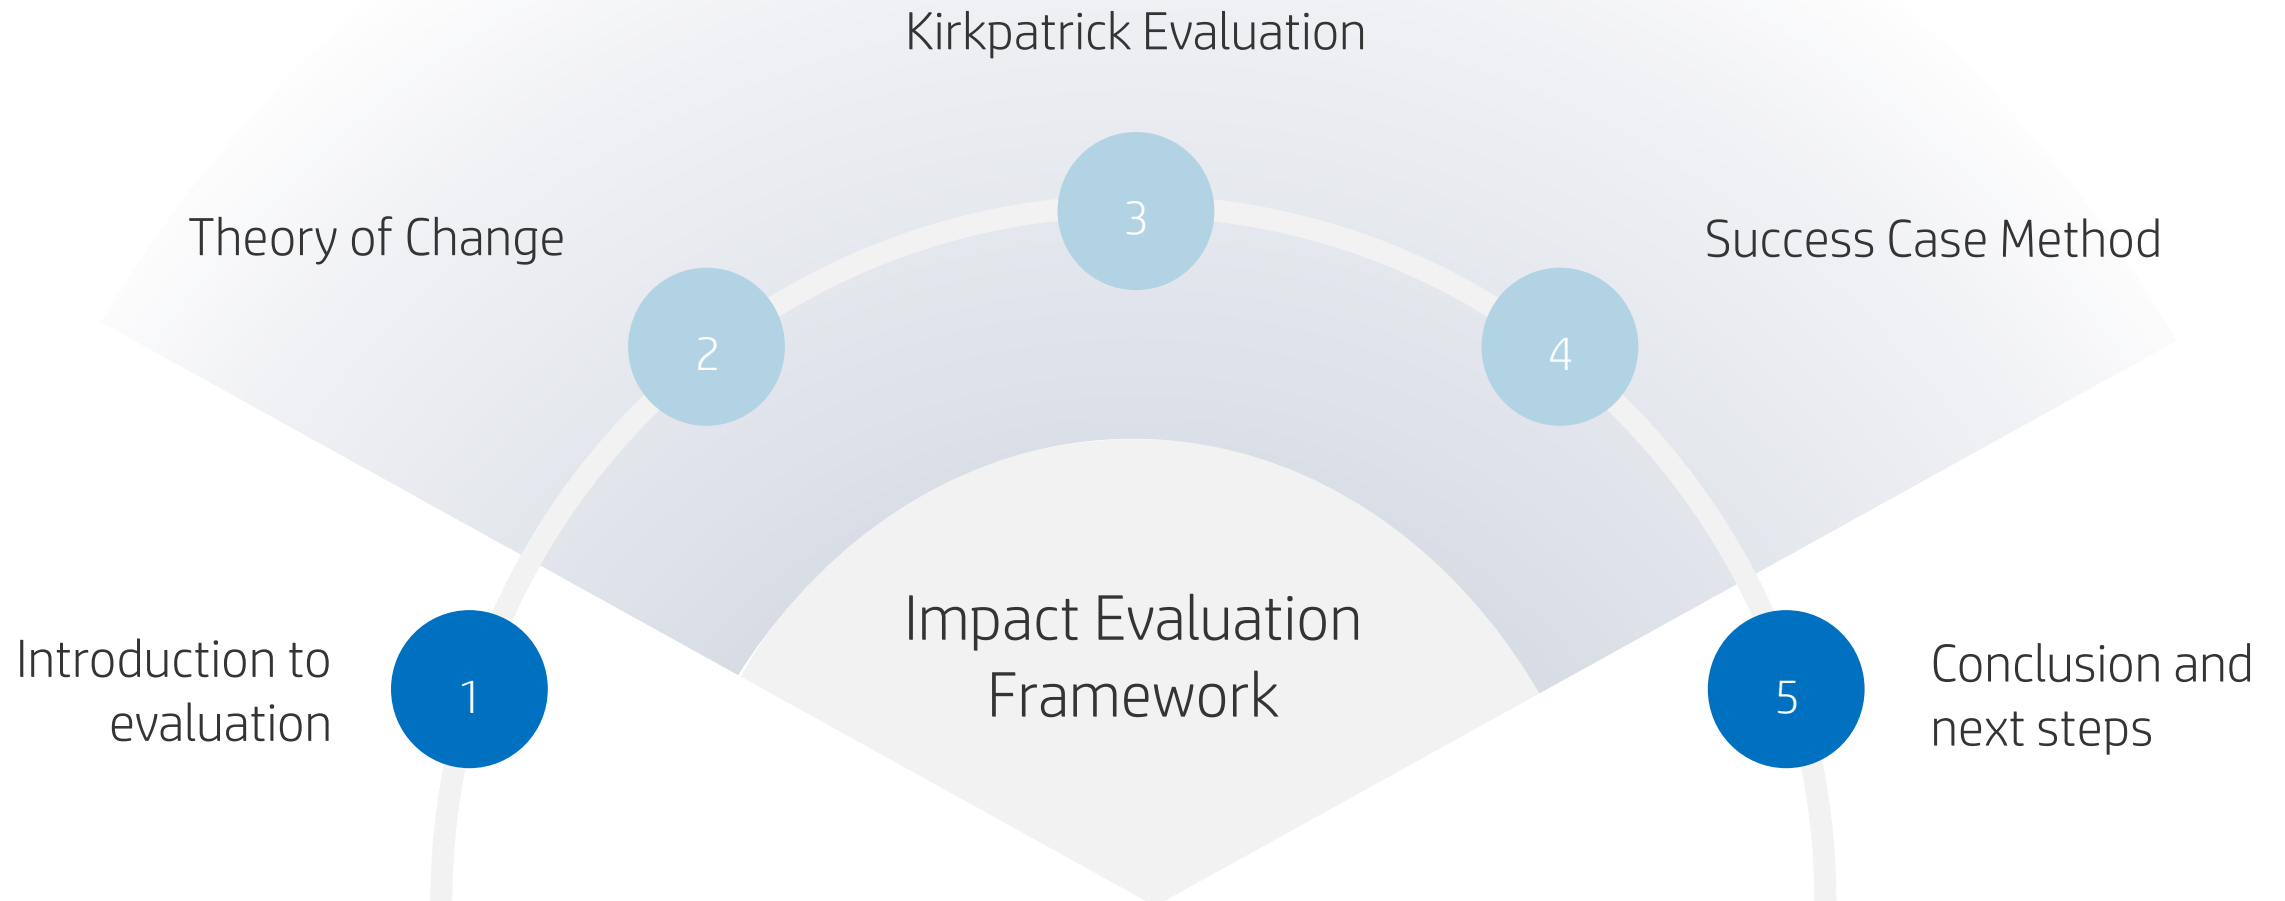 Kirkpatrick Evaluation
3
Theory of Change
Success Case Method
2
4
Impact Evaluation
Framework
Introduction to
evaluation
1
5
Conclusion and
next steps